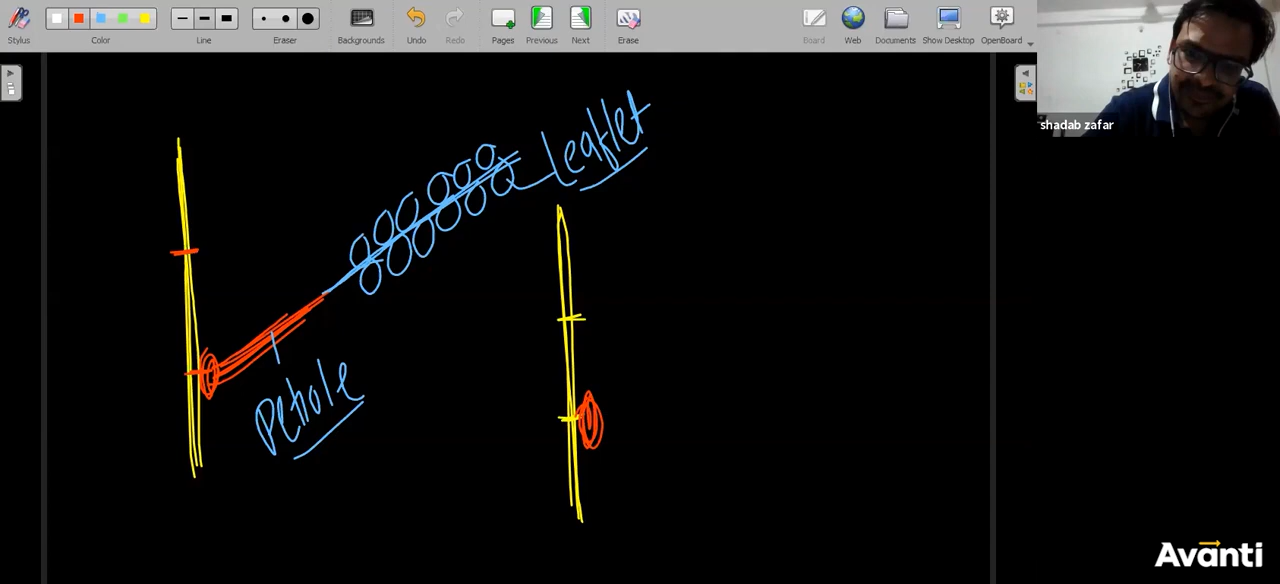 Stylus
Color
Line
Eraser
Backgrounds
Undo
Redo
Pages
Previous
Next
Erase
Board
Web
Documents
Show Desktop
OpenBoard
shadab zafar
Leaflet
Petiole
Avanti